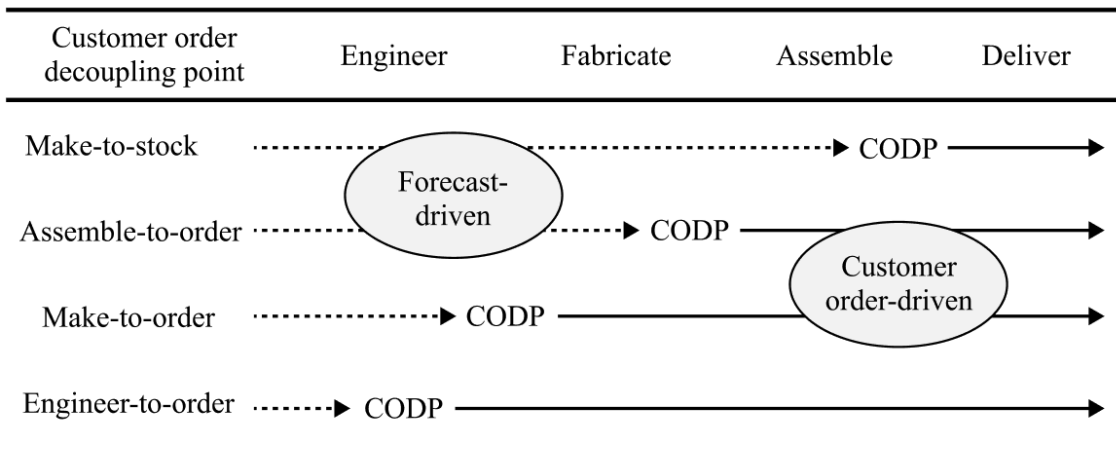 Customer order
decoupling point
Engineer
Fabricate
Assemble
Deliver
Make-to-stock
CODP
Forecast-
driven
Assemble-to-order
CODP
Customer
order-driven
Make-to-order
CODP
Engineer-to-order
CODP